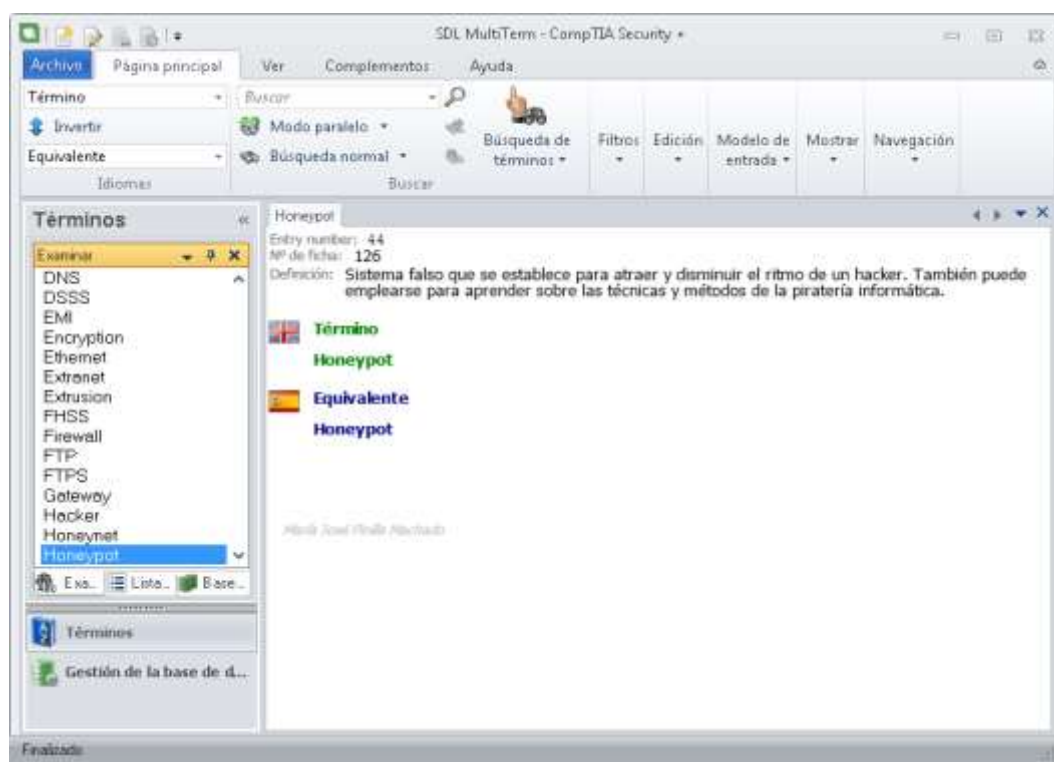 SDL MultiTerm - CompTIA Security +
Archivo Página principal Ver Complementos Ayuda
Término
Invertir
Equivalente
Idiomas
Buscar
Modo paralelo
Búsqueda normal
Buscar
Búsqueda de términos
Filtros
Edición
Modelo de entrada
Mostrar
Navegación
Términos
Examinar
DNS
DSSS
EMI
Encryption
Ethernet
Extranet
Extrusion
FHSS
Firewall
FTP
FTPS
Gateway
Hacker
Honeynet
Honeypot
Exa... Lista... Base...
Términos
Gestión de la base de d...
Honeypot
Entry number: 44
Nº de ficha: 126
Definición: Sistema falso que se establece para atraer y disminuir el ritmo de un hacker. También puede
emplearse para aprender sobre las técnicas y métodos de la piratería informática.
Término
Honeypot
Equivalente
Honeypot
María José Machado
Finalizado